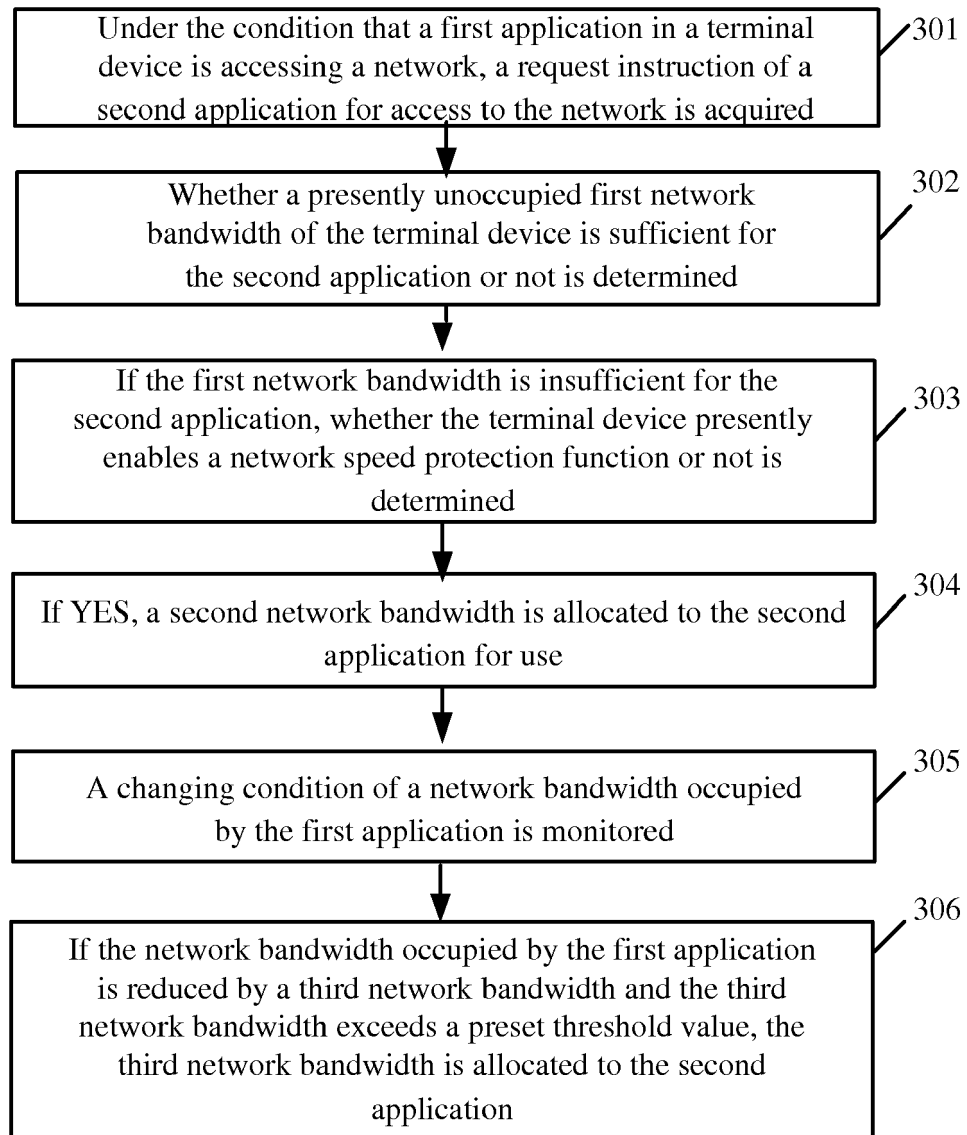 Under the condition that a first application in a terminal
device is accessing a network, a request instruction of a
second application for access to the network is acquired
301
Whether a presently unoccupied first network
bandwidth of the terminal device is sufficient for
the second application or not is determined
302
If the first network bandwidth is insufficient for the
second application, whether the terminal device presently
enables a network speed protection function or not is
determined
303
If YES, a second network bandwidth is allocated to the second
application for use
304
A changing condition of a network bandwidth occupied
by the first application is monitored
305
If the network bandwidth occupied by the first application
is reduced by a third network bandwidth and the third
network bandwidth exceeds a preset threshold value, the
third network bandwidth is allocated to the second
application
306